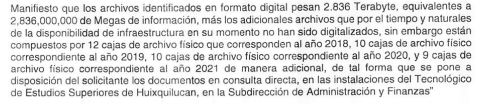 Manifiesto que los archivos identificados en formato digital pesan 2.836 Terabyte, equivalentes a
2,836,000,000 de Megas de información, más los adicionales archivos que por el tiempo y naturales
de la disponibilidad de infraestructura en su momento no han sido digitalizados, sin embargo están
compuestos por 12 cajas de archivo físico que corresponden al año 2018, 10 cajas de archivo físico
correspondiente al año 2019, 10 cajas de archivo físico correspondiente al año 2020, y 9 cajas de
archivo físico correspondiente al año 2021 de manera adicional, de tal forma que se pone a
disposición del solicitante los documentos en consulta directa, en las instalaciones del Tecnológico
de Estudios Superiores de Huixquilucan, en la Subdirección de Administración y Finanzas"